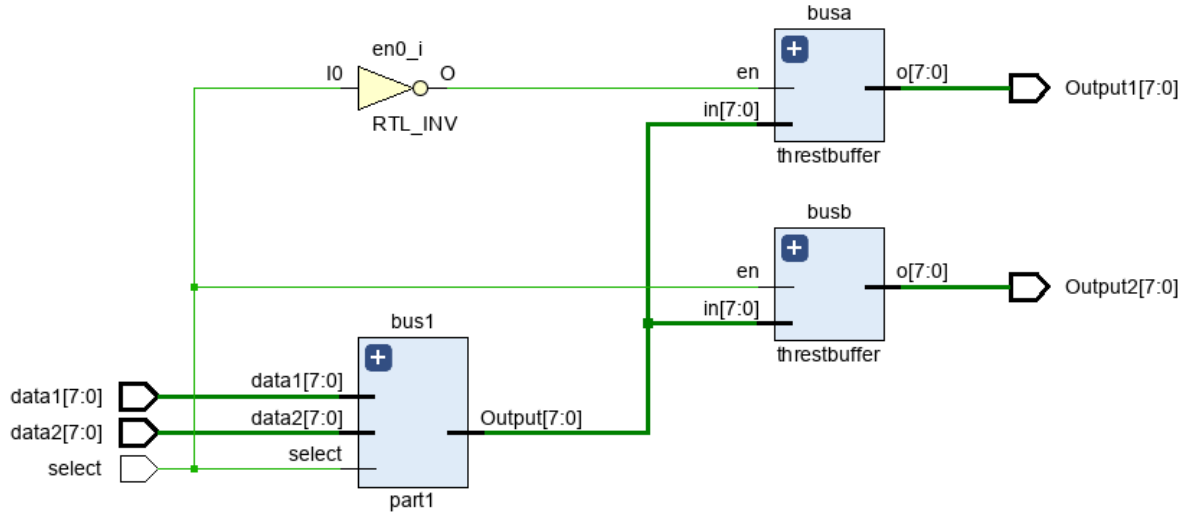 busa
en0_i
I0
O
en
o[7:0]
Output1[7:0]
in[7:0]
RTL_INV
threstbuffer
busb
en
o[7:0]
Output2[7:0]
in[7:0]
bus1
threstbuffer
data1[7:0]
data1[7:0]
data2[7:0]
data2[7:0]
Output[7:0]
select
select
part1